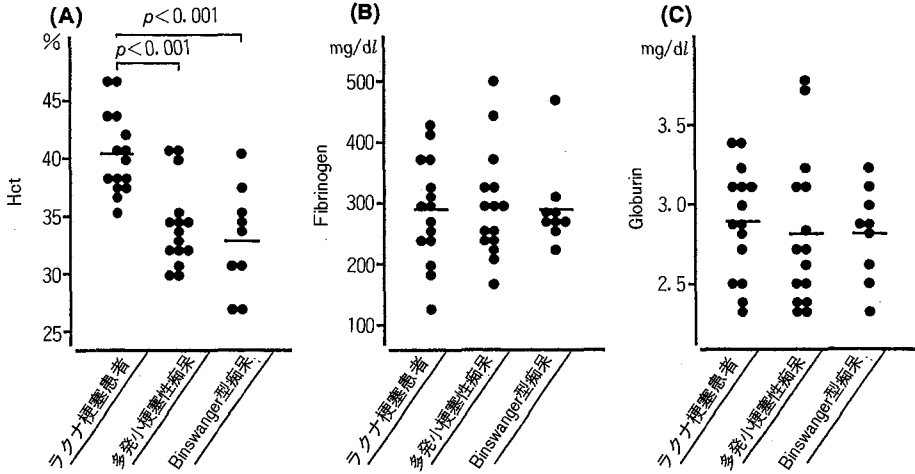 (A)
p<0.001
%
p<0.001
45
40
35
30
25
Hct
ラクナ梗塞患者
多発小梗塞性痴呆
Binswanger型痴呆
(B)
mg/dl
500
400
300
200
100
Fibrinogen
ラクナ梗塞患者
多発小梗塞性痴呆
Binswanger型痴呆
(C)
mg/dl
3.5
3.0
2.5
Globurin
ラクナ梗塞患者
多発小梗塞性痴呆
Binswanger型痴呆